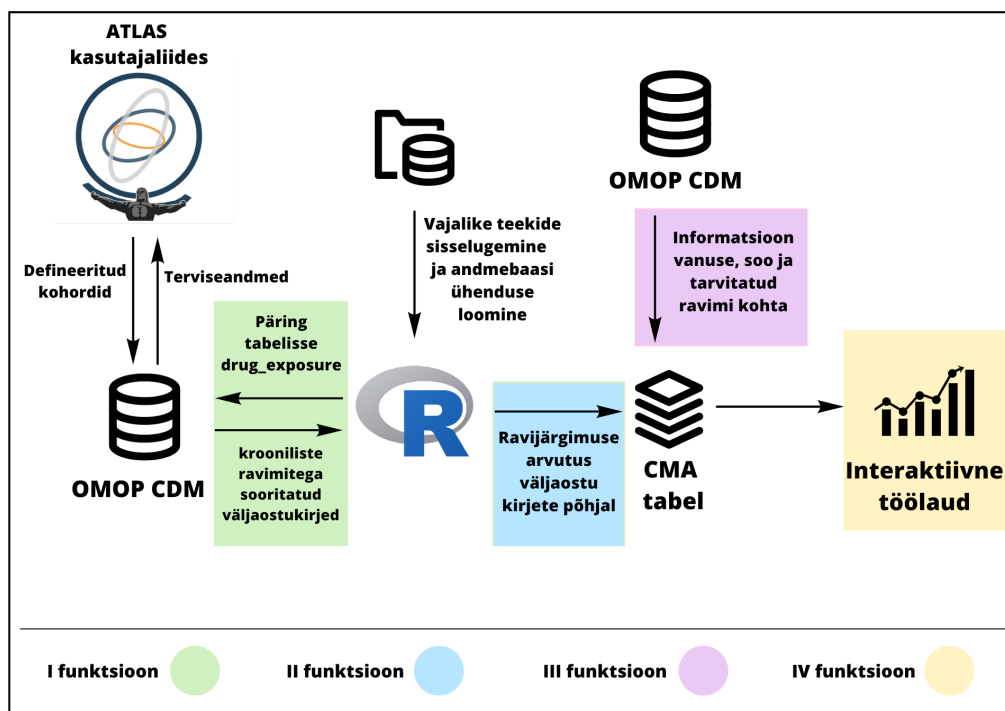 ATLAS
kasutajaliides
OMOP CDM
Defineeritud
kohordid
Terviseandmed
Vajalike teekide
sisselugemine
ja andmebaasi
ühenduse
loomine
Informatsioon
vanuse, soo ja
tarvitatud
ravimi kohta
Päring
tabelisse
drug_exposure
R
OMOP CDM
krooniliste
ravimitega
sooritatud
väljaostukirjed
Ravijärgimuse
arvutus
väljaostu
kirjete põhjal
CMA
tabel
Interaktiivne
töölaud
I funktsioon
II funktsioon
III funktsioon
IV funktsioon